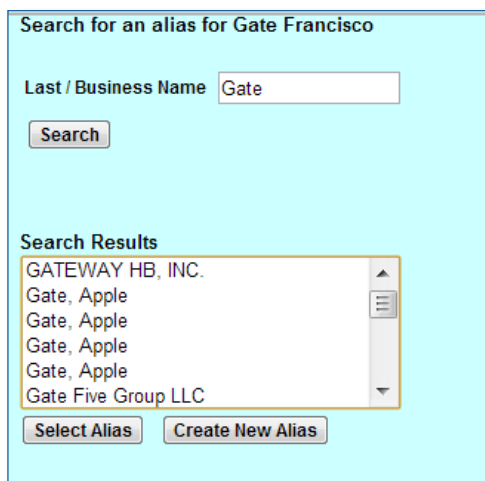 Search for an alias for Gate Francisco
Last / Business Name Gate
Search
Search Results
GATEWAY HB, INC.
Gate, Apple
Gate, Apple
Gate, Apple
Gate, Apple
Gate Five Group LLC
Select Alias Create New Alias